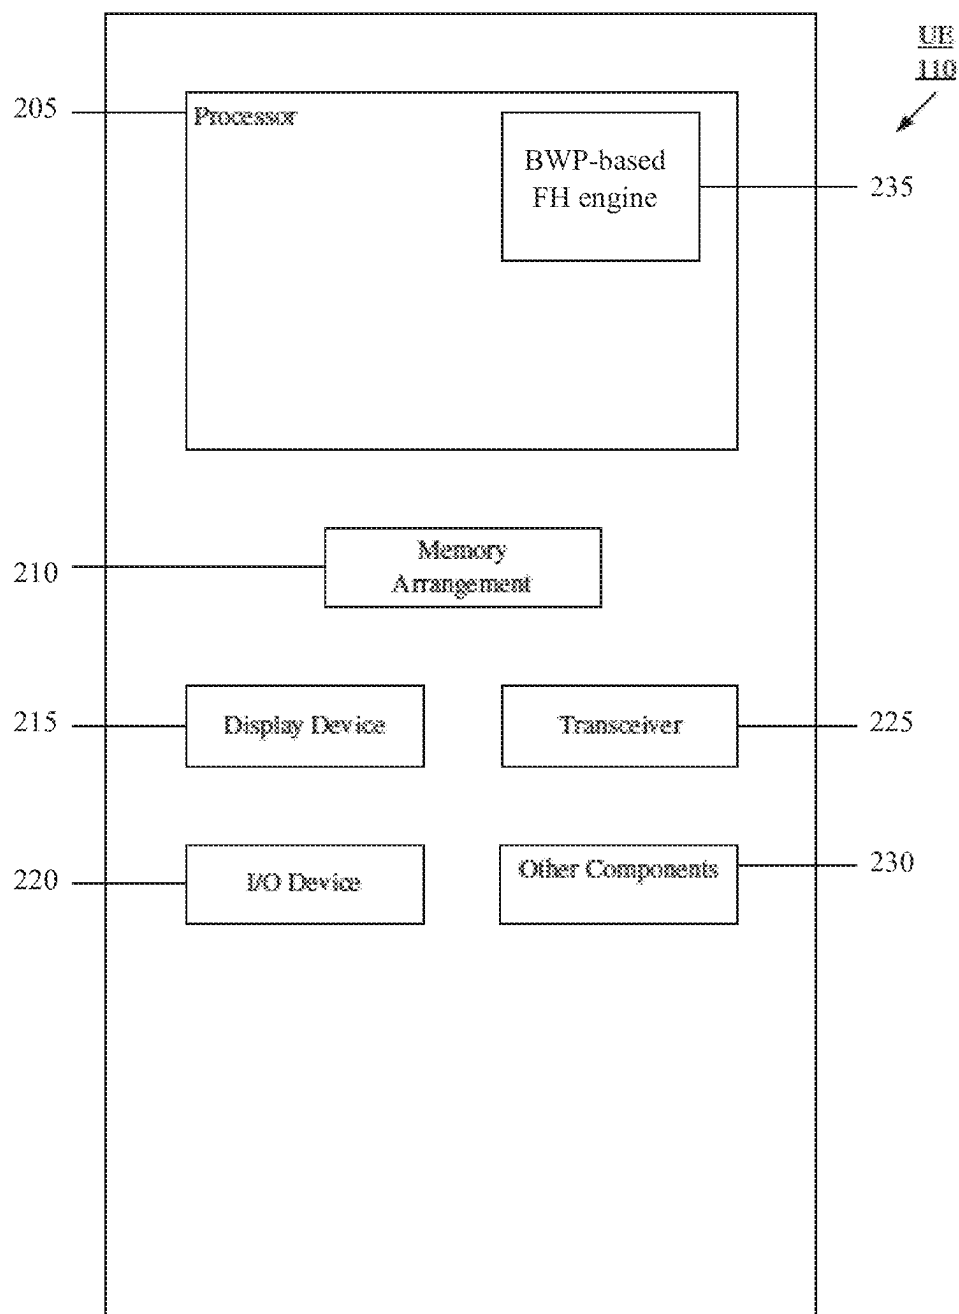 UE
110
205
Processor
BWP-based
FH engine
235
210
Memory
Arrangement
215
Display Device
Transceiver
225
220
I/O Device
Other Components
230